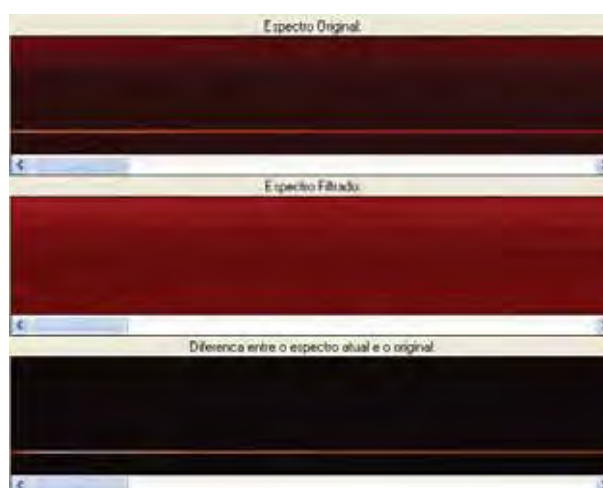 Espectro Original:
Espectro Filtrado:
Diferenca entre o espectro atual e o original: